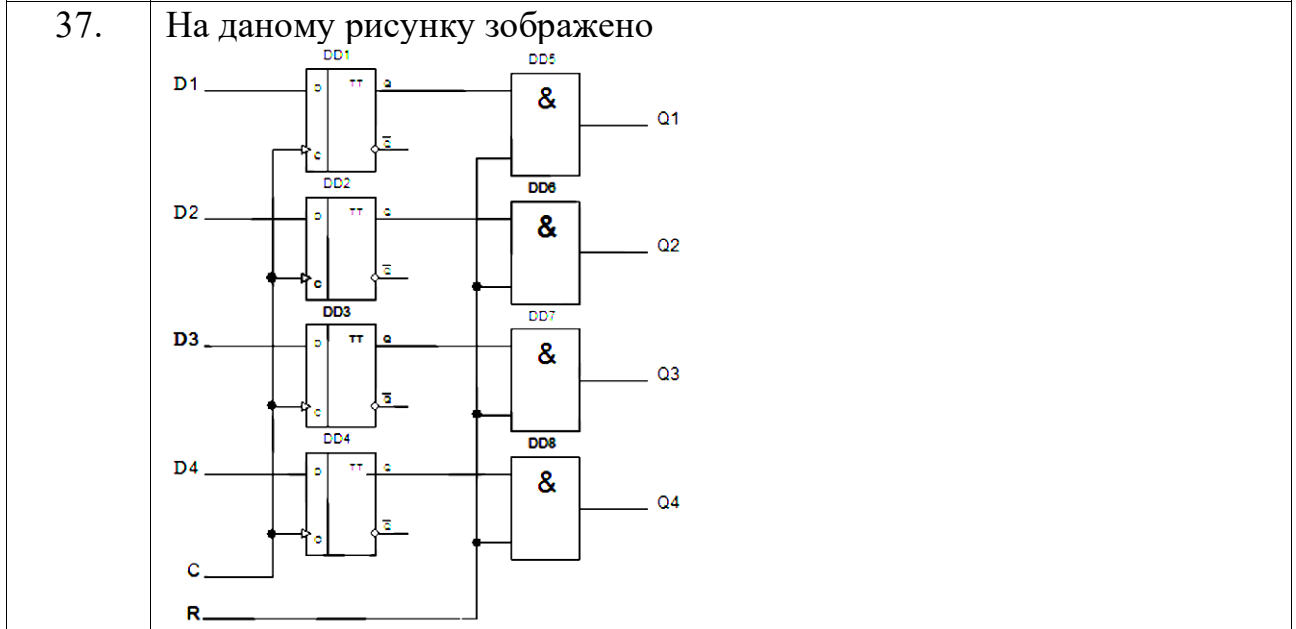 37. На даному рисунку зображено
DD1 DD5
D1 D TT Q &
Q1
C Q
DD2 DD6
D2 D TT Q &
Q2
C Q
DD3 DD7
D3 D TT Q &
Q3
C Q
DD4 DD8
D4 D TT Q &
Q4
C Q
C
R